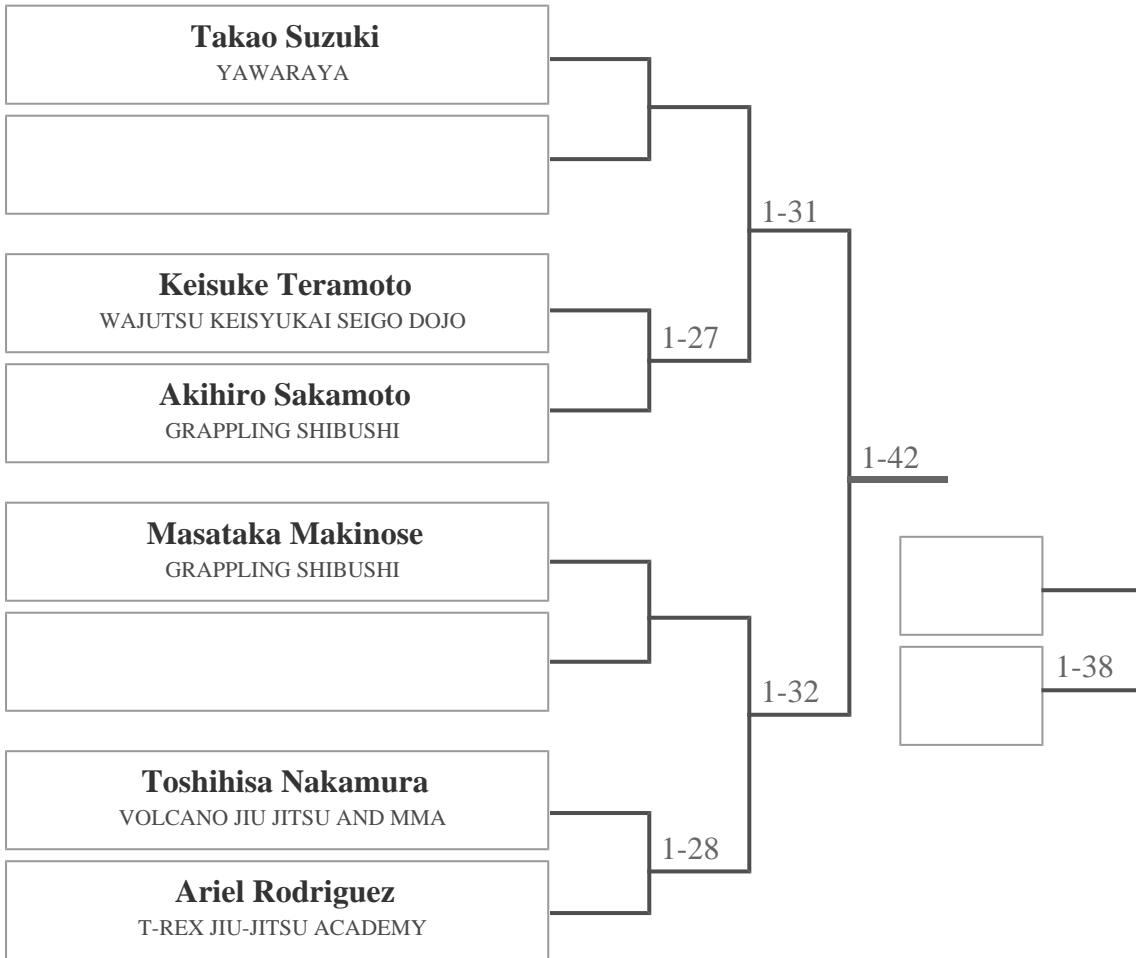 Takao Suzuki
YAWARAYA
1-31
Keisuke Teramoto
WAJUTSU KEISYUKAI SEIGO DOJO
1-27
Akihiro Sakamoto
GRAPPLING SHIBUSHI
1-42
Masataka Makinose
GRAPPLING SHIBUSHI
1-38
1-32
Toshihisa Nakamura
VOLCANO JIU JITSU AND MMA
1-28
Ariel Rodriguez
T-REX JIU-JITSU ACADEMY